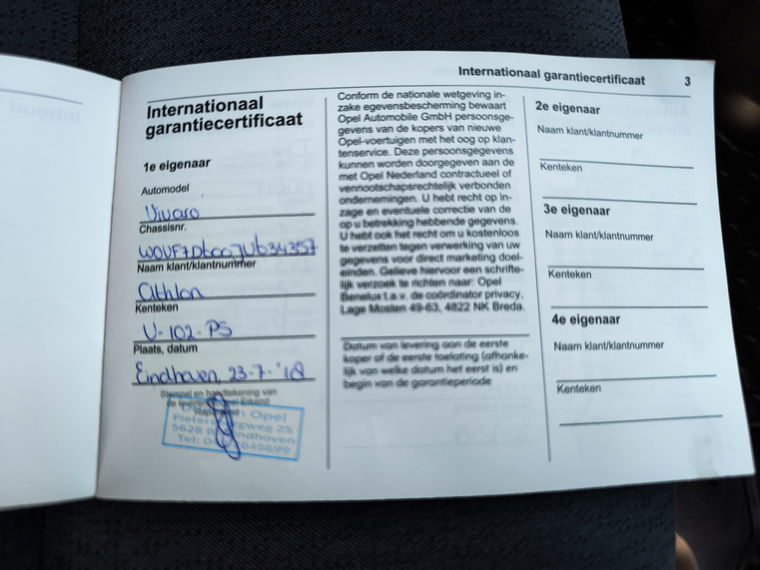 Internationaal garantiecertificaat 3
Internationaal
garantiecertificaat
1e eigenaar
Automodel
Vivaro
Chassisnr.
Naam klant/klantnummer
Athlon
Kenteken
V-102-PS
Plaats, datum
Eindhoven, 23-7-'18
Stempel en handtekening van
Opel
5628
Tel:
Conform de nationale wetgeving in-
zake egevensbescherming bewaart
Opel Automobile GmbH persoonsge-
gevens van de kopers van nieuwe
Opel-voertuigen met het oog op klan-
tenservice. Deze persoonsgegevens
kunnen worden doorgegeven aan de
met Opel Nederland contractueel of
vennootschapsrechtelijk verbonden
ondernemingen. U hebt recht op in-
zage en eventuele correctie van de
op u betrekking hebbende gegevens.
U hebt ook het recht om u kostenloos
te verzetten tegen verwerking van uw
gegevens voor direct marketing doel-
einden. Gelieve hiervoor een schrifte-
lijk verzoek te richten naar: Opel
Benelux t.a.v. de coördinator privacy,
Lage Mosten 49-63, 4822 NK Breda.
Datum van levering aan de eerste
koper of de eerste toelating (afhanke-
lijk van welke datum het eerst is) en
begin van de garantieperiode
2e eigenaar
Naam klant/klantnummer
Kenteken
3e eigenaar
Naam klant/klantnummer
Kenteken
4e eigenaar
Naam klant/klantnummer
Kenteken